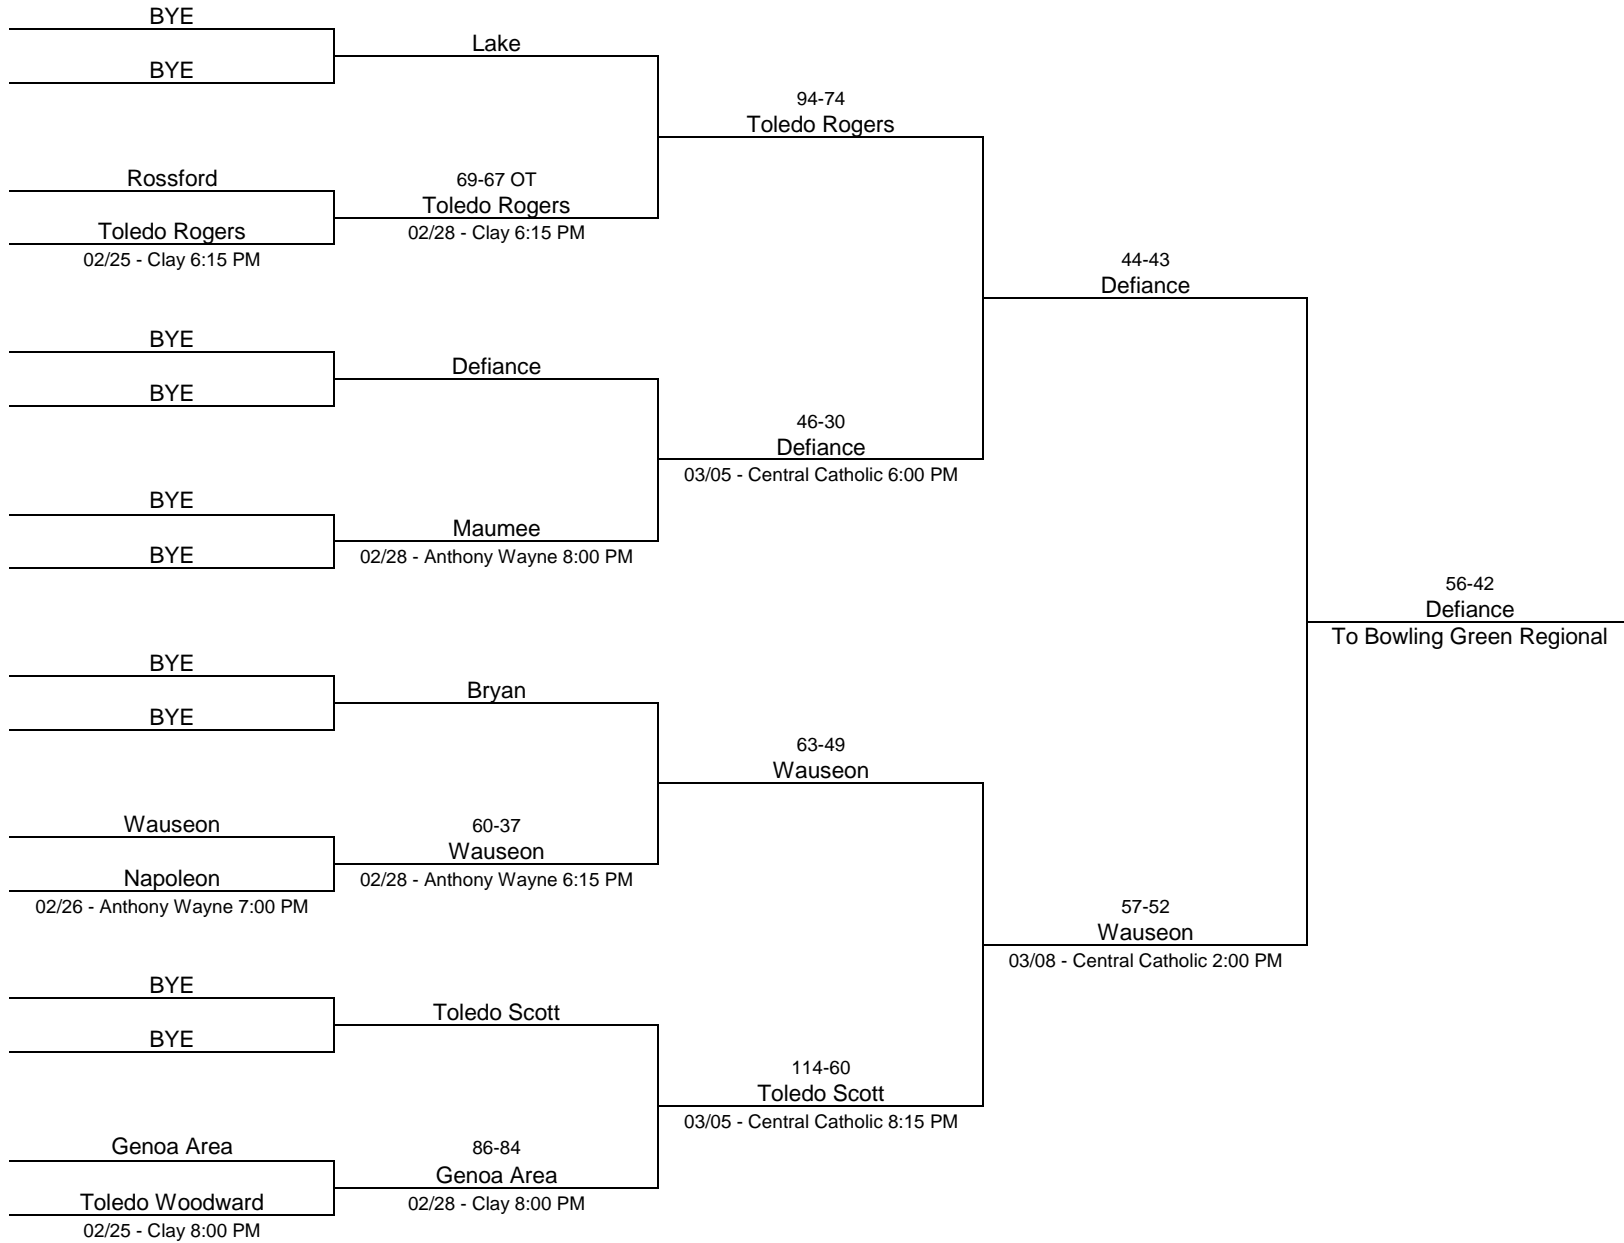 BYE
Lake
BYE
94-74
Toledo Rogers
Rossford
69-67 OT
Toledo Rogers
Toledo Rogers
02/28 - Clay 6:15 PM
02/25 - Clay 6:15 PM
44-43
Defiance
BYE
Defiance
BYE
46-30
Defiance
03/05 - Central Catholic 6:00 PM
BYE
Maumee
BYE
02/28 - Anthony Wayne 8:00 PM
56-42
Defiance
To Bowling Green Regional
BYE
Bryan
BYE
63-49
Wauseon
Wauseon
60-37
Wauseon
Napoleon
02/28 - Anthony Wayne 6:15 PM
02/26 - Anthony Wayne 7:00 PM
57-52
Wauseon
03/08 - Central Catholic 2:00 PM
BYE
Toledo Scott
BYE
114-60
Toledo Scott
03/05 - Central Catholic 8:15 PM
Genoa Area
86-84
Genoa Area
Toledo Woodward
02/28 - Clay 8:00 PM
02/25 - Clay 8:00 PM